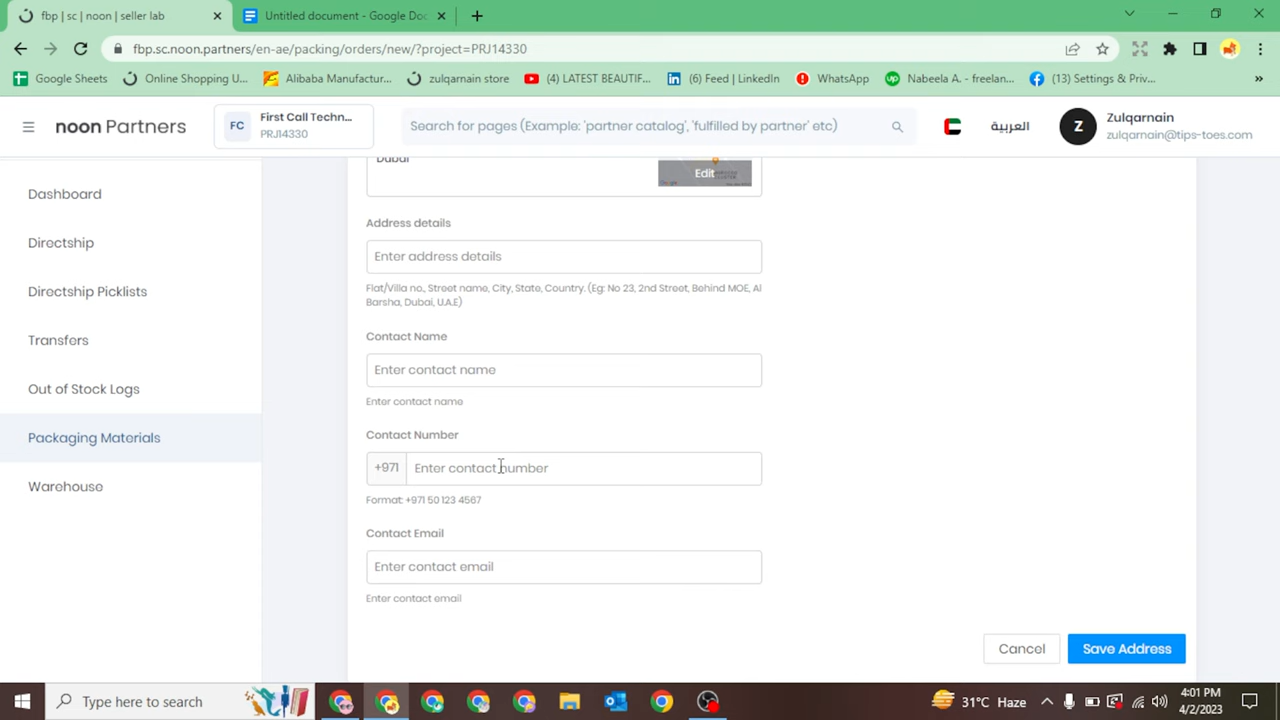 fbp | sc | noon | seller lab
Untitled document - Google Doc
fbp.sc.noon.partners/en-ae/packing/orders/new/?project=PRJ14330
Google Sheets
Online Shopping U...
Alibaba Manufactur...
zulqarnain store
(4) LATEST BEAUTIF...
(6) Feed | LinkedIn
WhatsApp
Nabeela A. - freelan...
(13) Settings & Priv...
noon Partners
FC
First Call Techn...
PRJ14330
Search for pages (Example: 'partner catalog', 'fulfilled by partner' etc)
العربية
Z
Zulqarnain
zulqarnain@tips-toes.com
Dashboard
Directship
Directship Picklists
Transfers
Out of Stock Logs
Packaging Materials
Warehouse
Dubai
Edit
Address details
Enter address details
Flat/Villa no., Street name, City, State, Country. (Eg: No 23, 2nd Street, Behind MOE, Al
Barsha, Dubai, U.A.E)
Contact Name
Enter contact name
Enter contact name
Contact Number
+971
Enter contact number
Format: +971 50 123 4567
Contact Email
Enter contact email
Enter contact email
Cancel
Save Address
Type here to search
31°C Haze
4:01 PM
4/2/2023